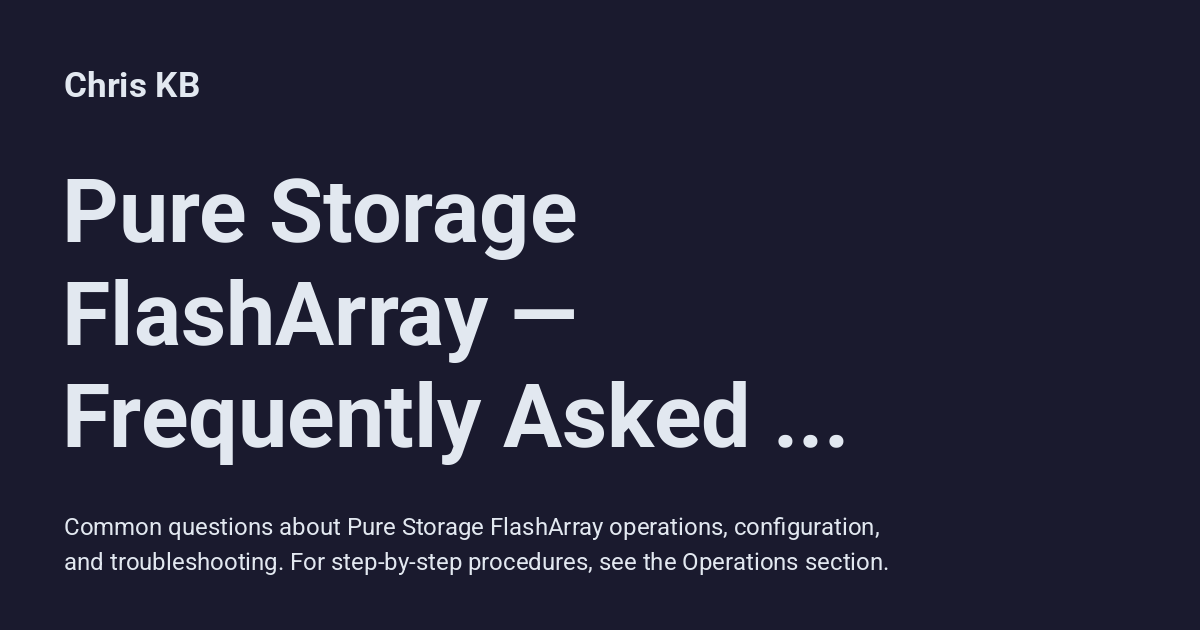 Chris KB
Pure Storage
FlashArray —
Frequently Asked ...
Common questions about Pure Storage FlashArray operations, configuration,
and troubleshooting. For step-by-step procedures, see the Operations section.